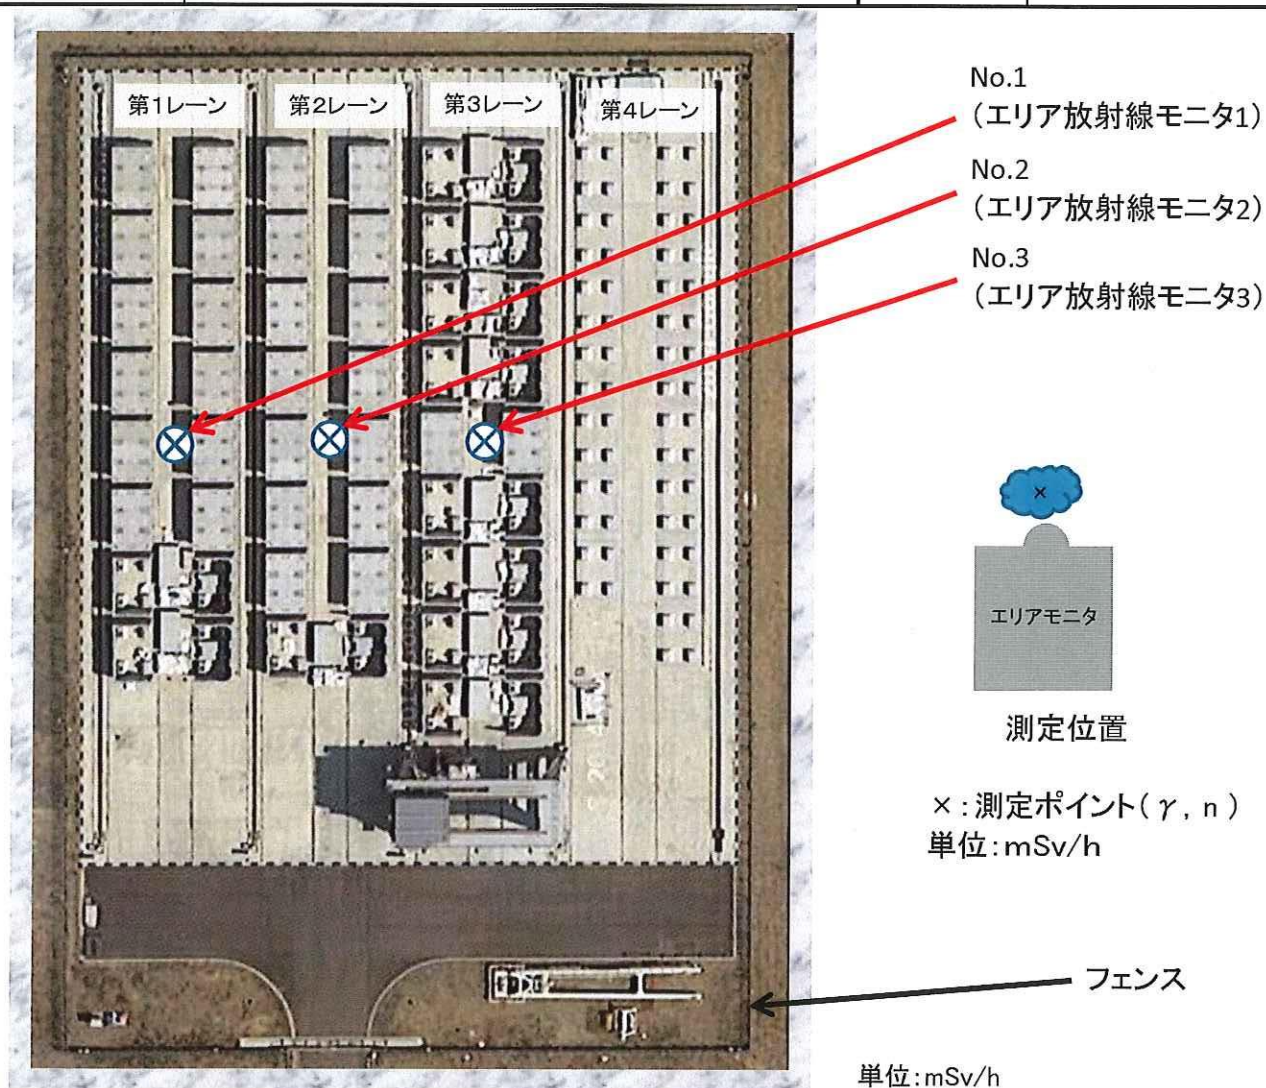 第1レーン
第2レーン
第3レーン
第4レーン
No.1
(エリア放射線モニタ1)
No.2
(エリア放射線モニタ2)
No.3
(エリア放射線モニタ3)
×
エリアモニタ
測定位置
×:測定ポイント(γ, n)
単位:mSv/h
フェンス
単位:mSv/h